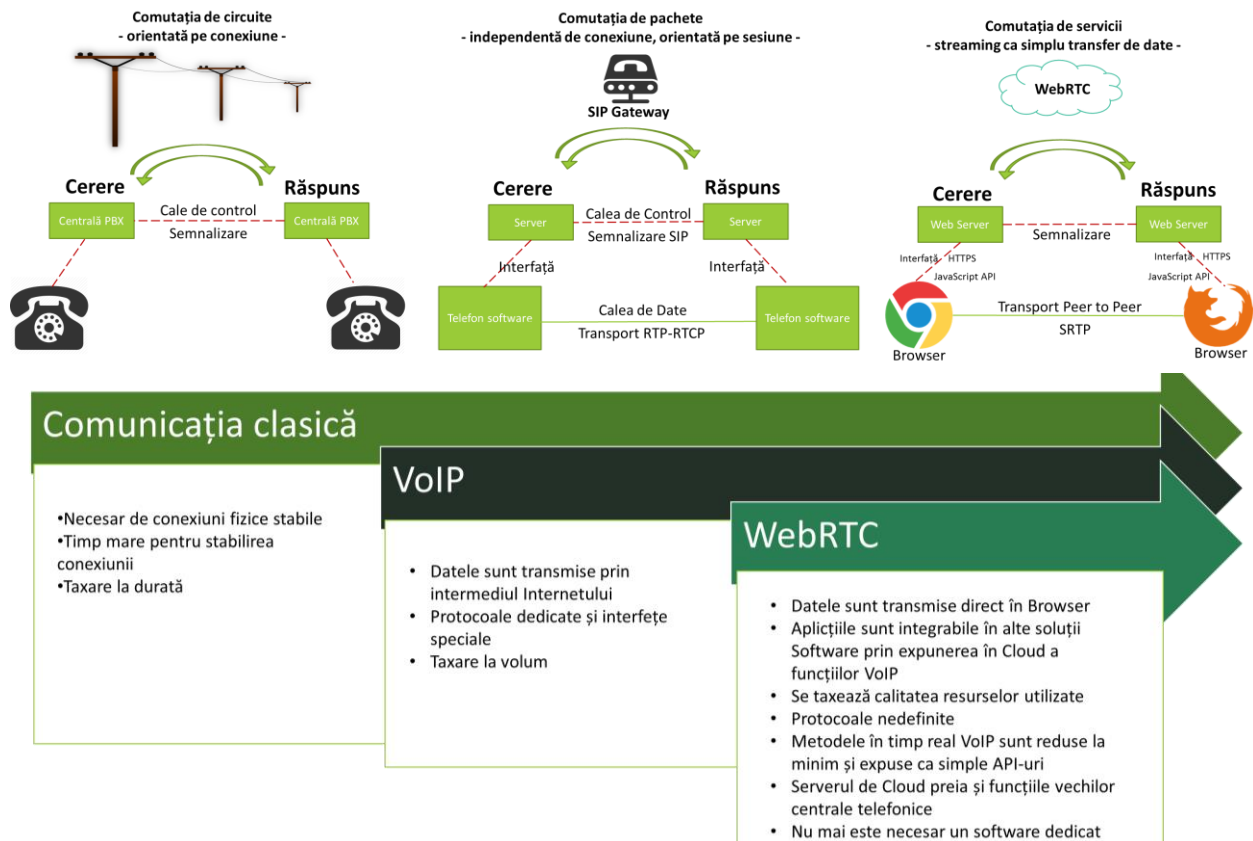 Comutația de circuite
- orientată pe conexiune -
Cerere
Răspuns
Centrală PBX
Cale de control
Semnalizare
Centrală PBX
Comutația de pachete
- independentă de conexiune, orientată pe sesiune -
SIP Gateway
Cerere
Răspuns
Server
Calea de Control
Semnalizare SIP
Server
Interfață
Interfață
Telefon software
Calea de Date
Transport RTP-RTCP
Telefon software
Comutația de servicii
- streaming ca simplu transfer de date -
WebRTC
Cerere
Răspuns
Web Server
Semnalizare
Web Server
Interfață HTTPS
JavaScript API
Interfață HTTPS
JavaScript API
Transport Peer to Peer
SRTP
Browser
Browser
Comunicația clasică
•Necesar de conexiuni fizice stabile
•Timp mare pentru stabilirea
conexiunii
•Taxare la durată
VoIP
• Datele sunt transmise prin
intermediul Internetului
• Protocoale dedicate și interfețe
speciale
• Taxare la volum
WebRTC
• Datele sunt transmise direct în Browser
• Aplicțiile sunt integrabile în alte soluții
Software prin expunerea în Cloud a
funcțiilor VoIP
• Se taxează calitatea resurselor utilizate
• Protocoale nedefinite
• Metodele în timp real VoIP sunt reduse la
minim și expuse ca simple API-uri
• Serverul de Cloud preia și funcțiile vechilor
centrale telefonice
• Nu mai este necesar un software dedicat